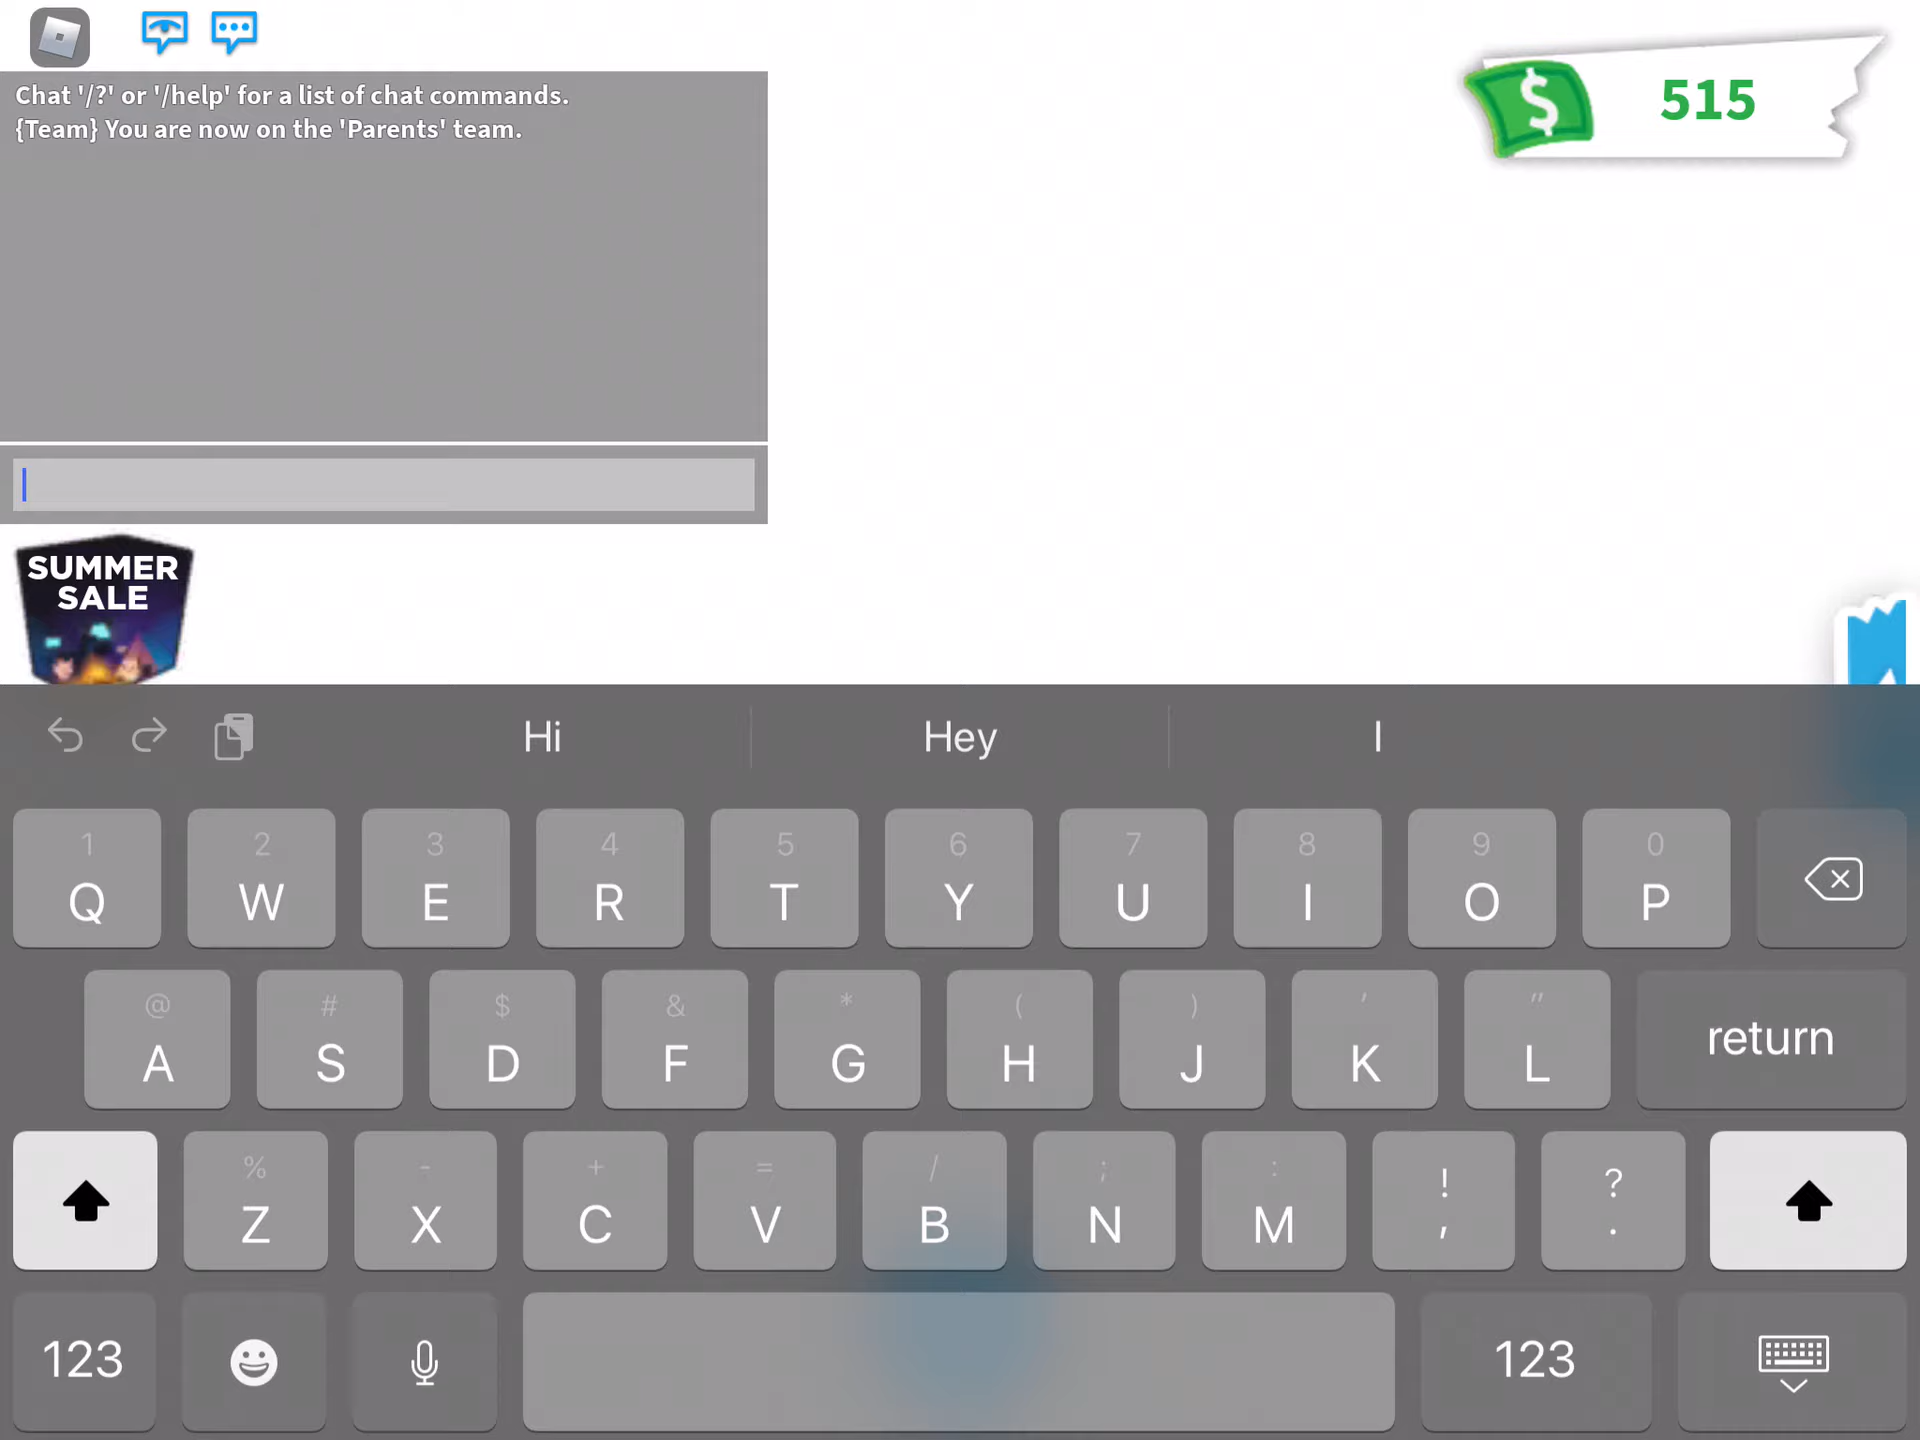 Chat '/?' or '/help' for a list of chat commands.
{Team} You are now on the 'Parents' team.
515
SUMMER
SALE
Hi Hey I
1 2 3 4 5 6 7 8 9 0
Q W E R T Y U I O P
@ # $ & * ( ) ' "
A S D F G H J K L return
% - + = / ; : ! ?
Z X C V B N M , .
123 123